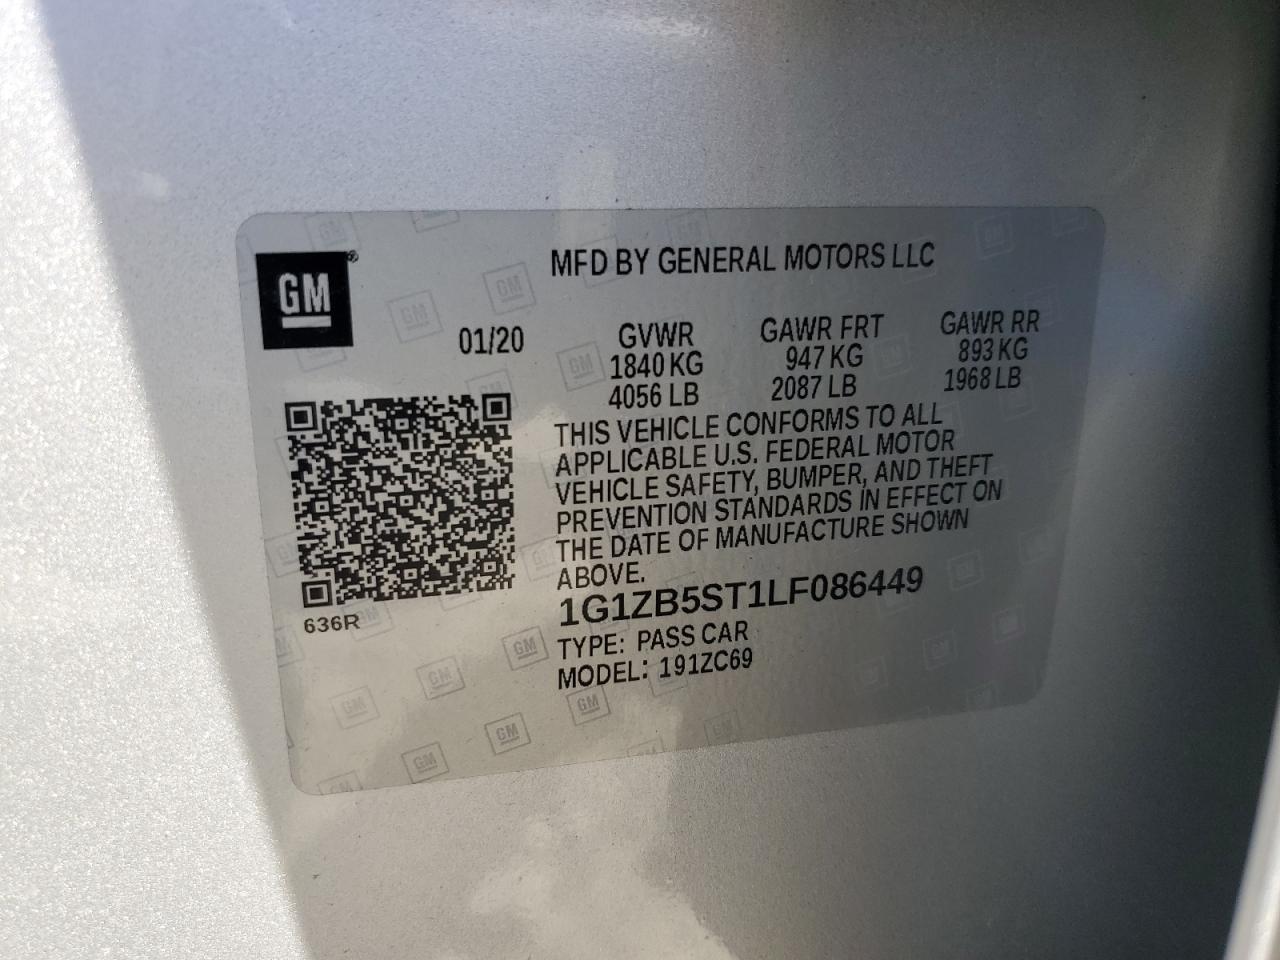 GM®
MFD BY GENERAL MOTORS LLC
01/20
GVWR
1840 KG
4056 LB
GAWR FRT
947 KG
2087 LB
GAWR RR
893 KG
1968 LB
THIS VEHICLE CONFORMS TO ALL
APPLICABLE U.S. FEDERAL MOTOR
VEHICLE SAFETY, BUMPER, AND THEFT
PREVENTION STANDARDS IN EFFECT ON
THE DATE OF MANUFACTURE SHOWN
ABOVE.
1G1ZB5ST1LF086449
TYPE: PASS CAR
MODEL: 191ZC69
636R